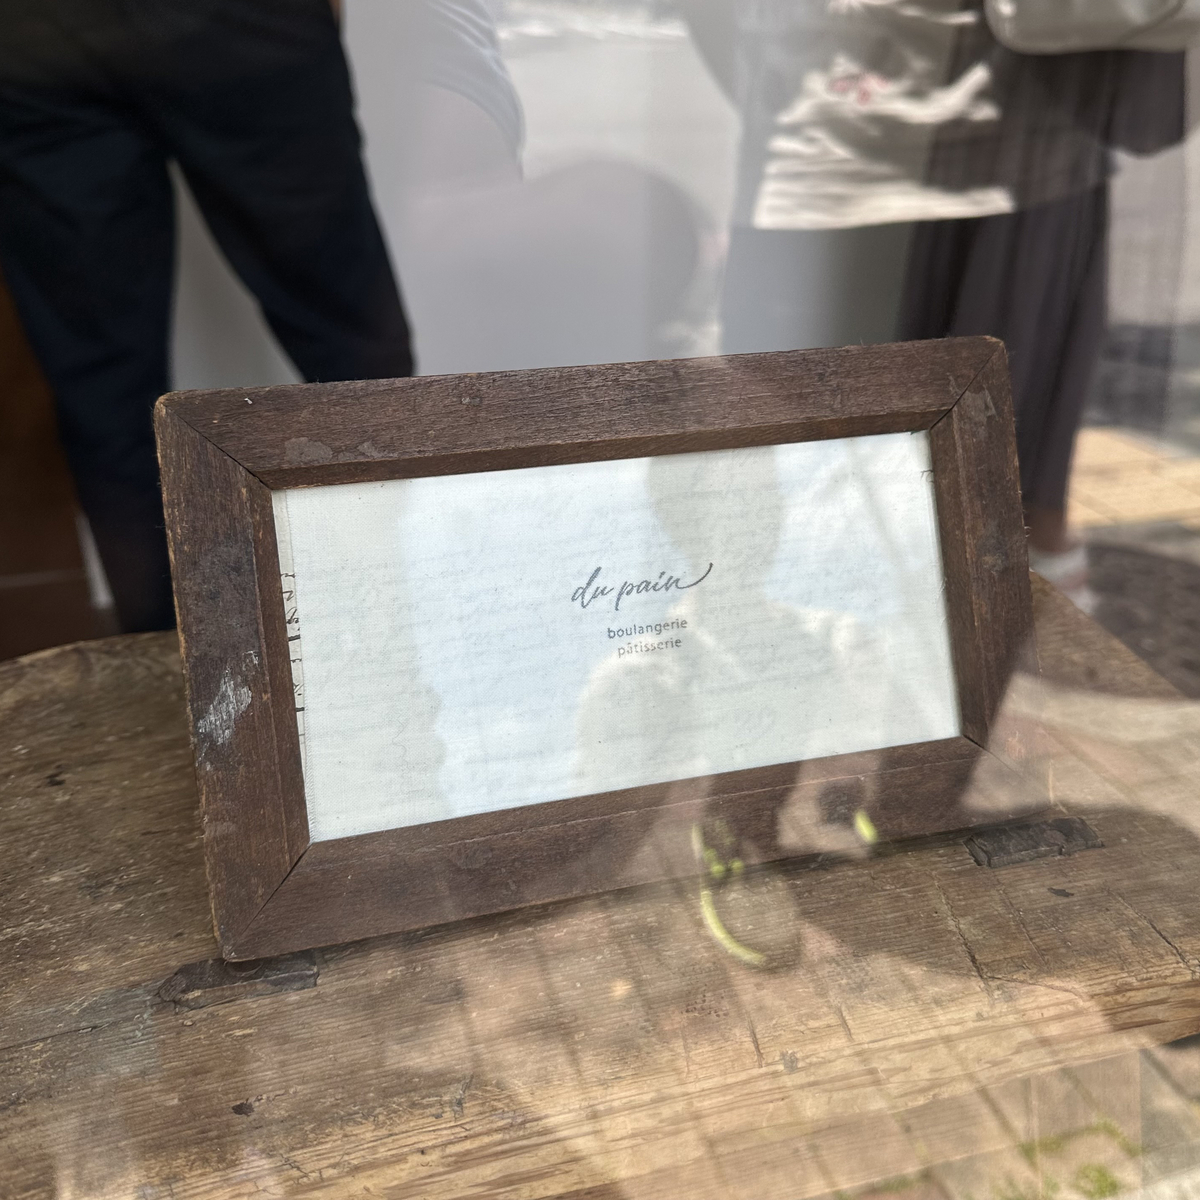 du pain
boulangerie
pâtisserie